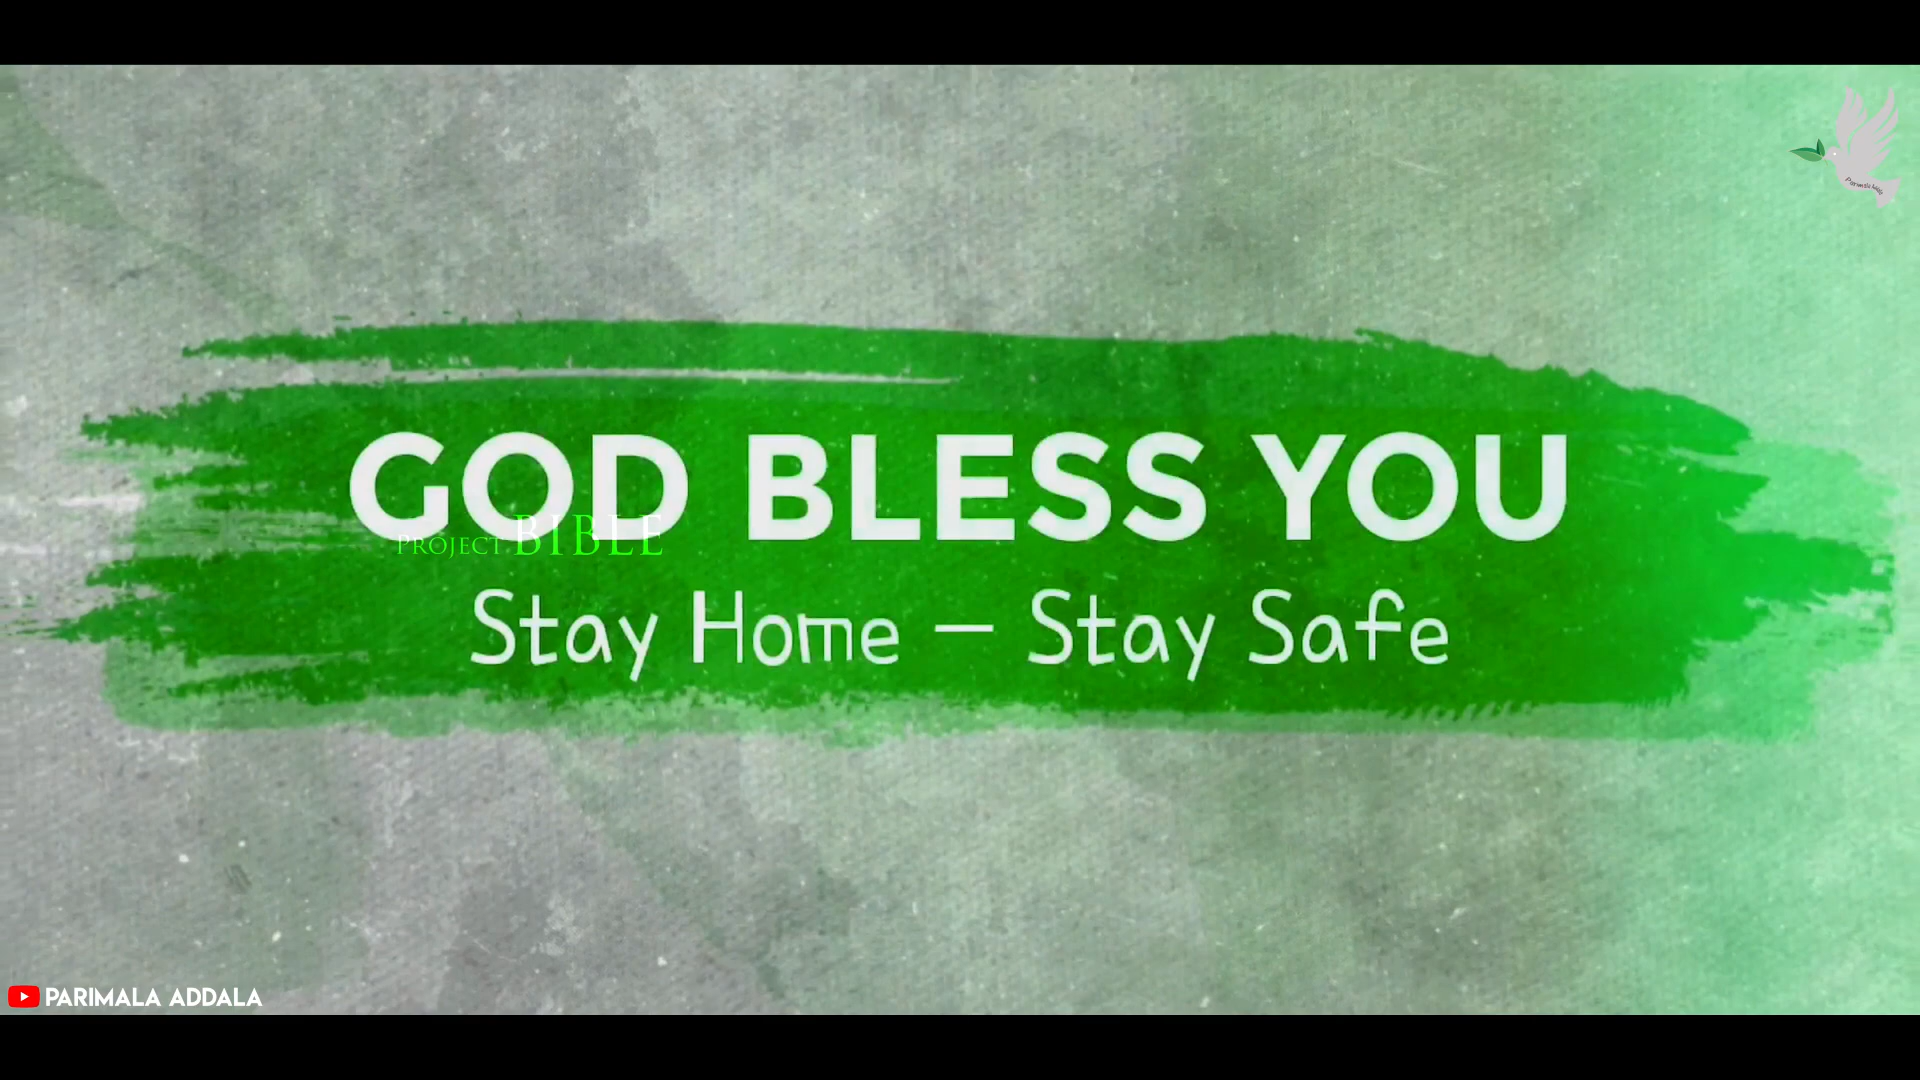 GOD BLESS YOU
PROJECT BIBLE
Stay Home – Stay Safe
PARIMALA ADDALA